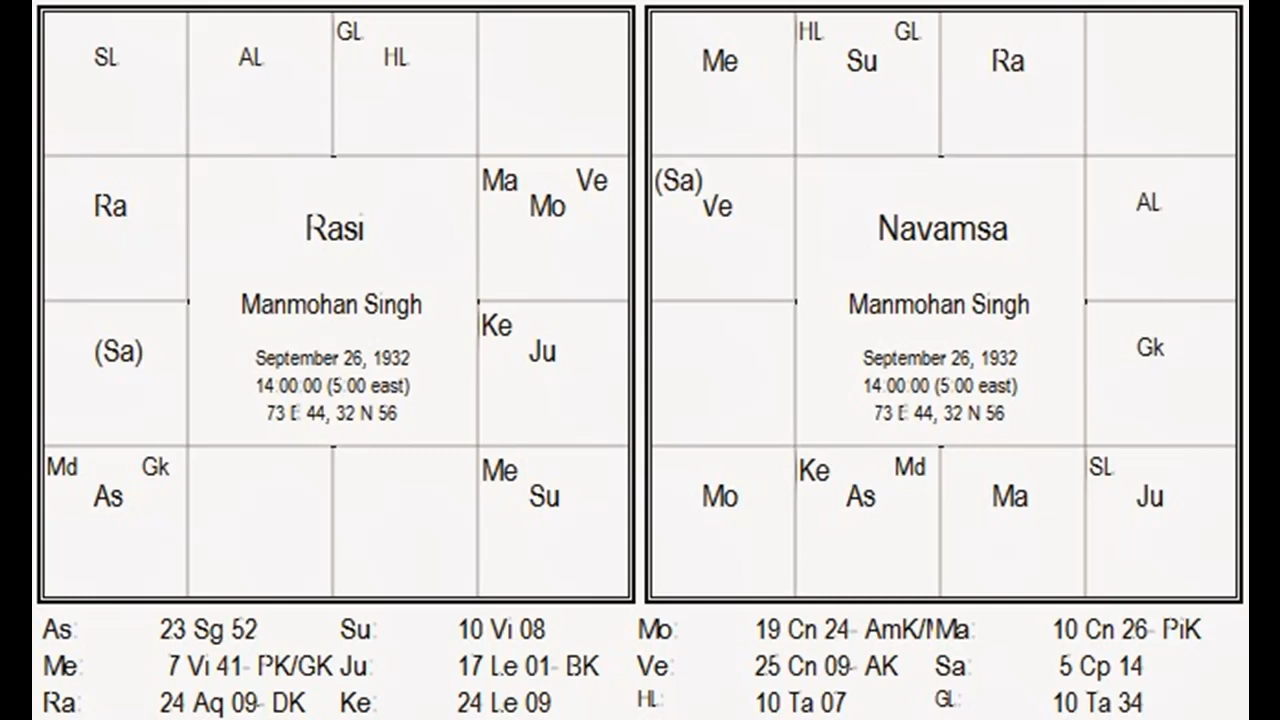 SL AL GL HL
Me HL GL Su Ra
Ra Ma Ve Mo
(Sa) Ve AL
Rasi
Navamsa
Manmohan Singh
September 26, 1932
14:00:00 (5:00 east)
73 E 44, 32 N 56
Manmohan Singh
September 26, 1932
14:00:00 (5:00 east)
73 E 44, 32 N 56
(Sa) Ke Ju
Gk
Md Gk As Me Su
Mo Ke Md As Ma SL Ju
As: 23 Sg 52 Su: 10 Vi 08 Mo: 19 Cn 24- AmK/ Ma: 10 Cn 26- PiK
Me: 7 Vi 41- PK/GK Ju: 17 Le 01- BK Ve: 25 Cn 09- AK Sa: 5 Cp 14
Ra: 24 Aq 09- DK Ke: 24 Le 09 HL: 10 Ta 07 GL: 10 Ta 34